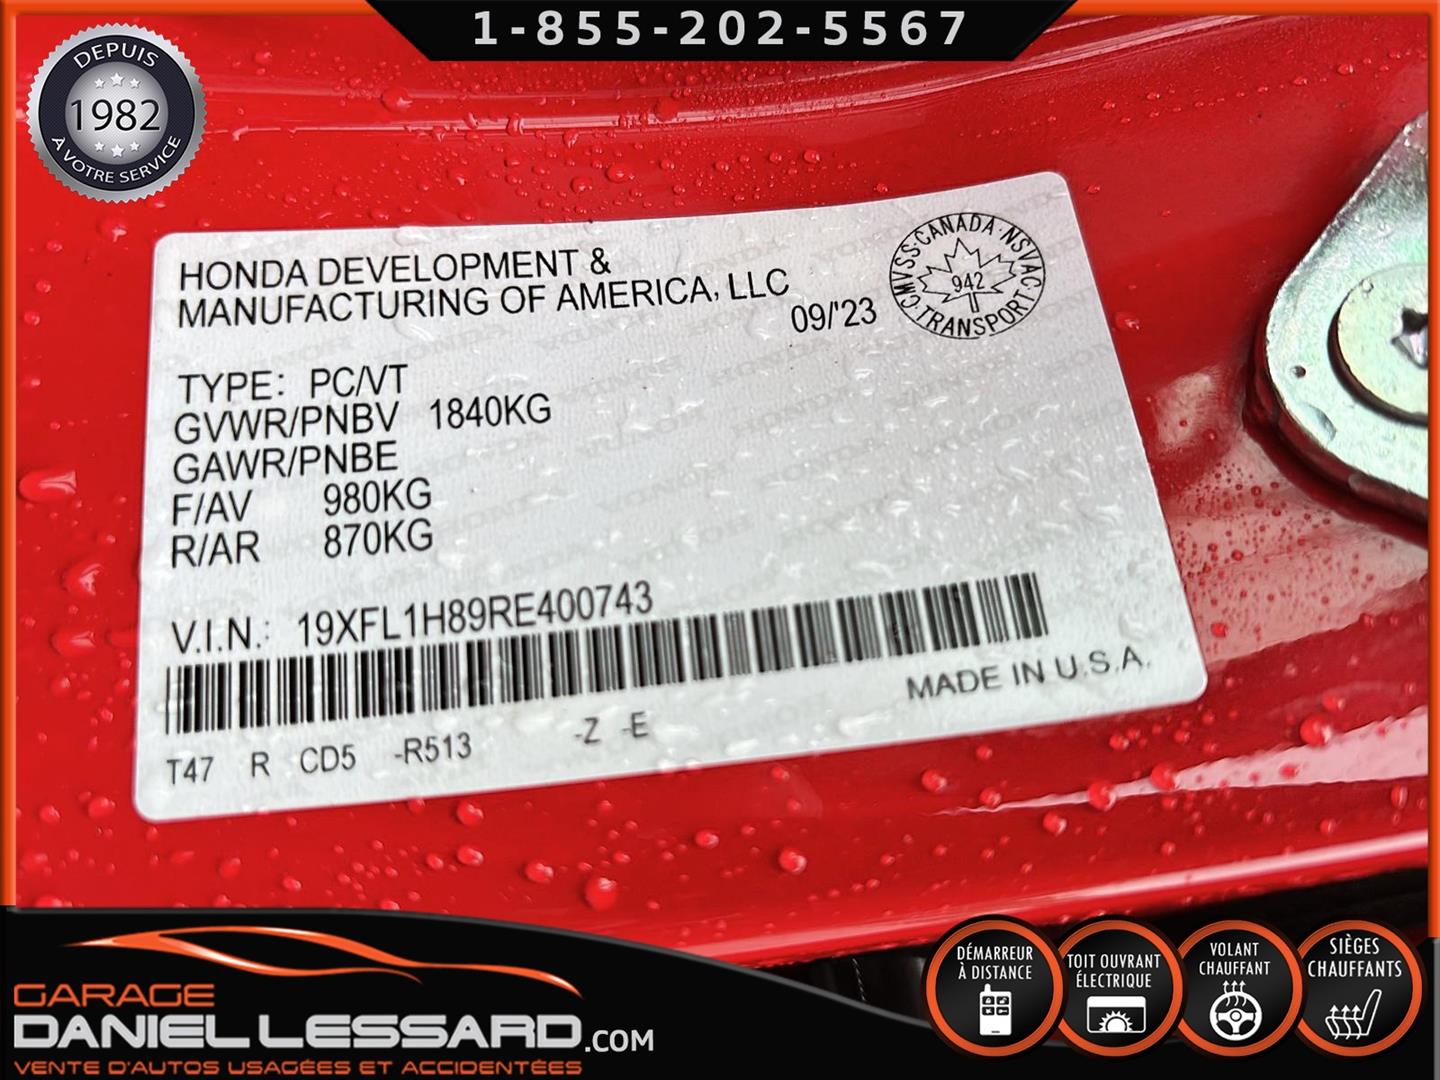 1-855-202-5567
DEPUIS
1982
À VOTRE SERVICE
HONDA DEVELOPMENT &
MANUFACTURING OF AMERICA, LLC
09/'23
CMVSS·CANADA·NSVAC·TRANSPORT
942
TYPE: PC/VT
GVWR/PNBV 1840KG
GAWR/PNBE
F/AV 980KG
R/AR 870KG
V.I.N.: 19XFL1H89RE400743
MADE IN U.S.A.
T47 R CD5 -R513 -Z -E
GARAGE
DANIEL LESSARD.COM
VENTE D'AUTOS USAGÉES ET ACCIDENTÉES
DÉMARREUR
À DISTANCE
TOIT OUVRANT
ÉLECTRIQUE
VOLANT
CHAUFFANT
SIÈGES
CHAUFFANTS